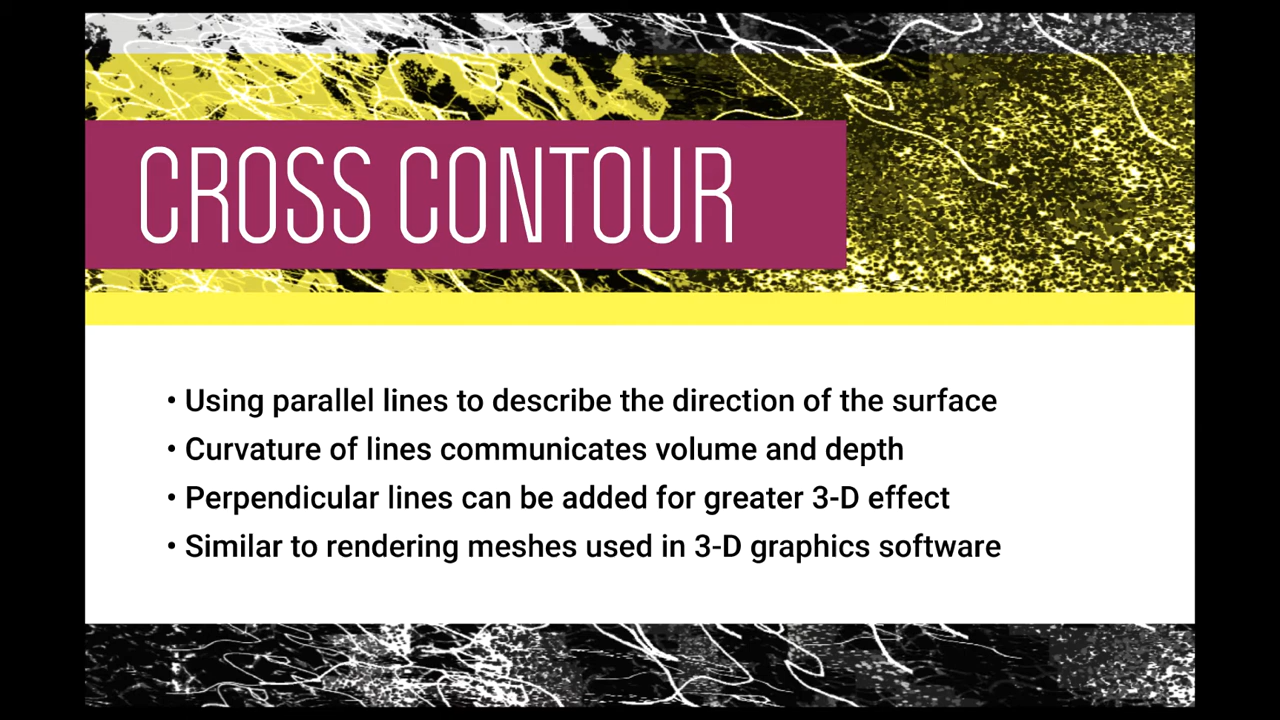 CROSS CONTOUR
• Using parallel lines to describe the direction of the surface
• Curvature of lines communicates volume and depth
• Perpendicular lines can be added for greater 3-D effect
• Similar to rendering meshes used in 3-D graphics software